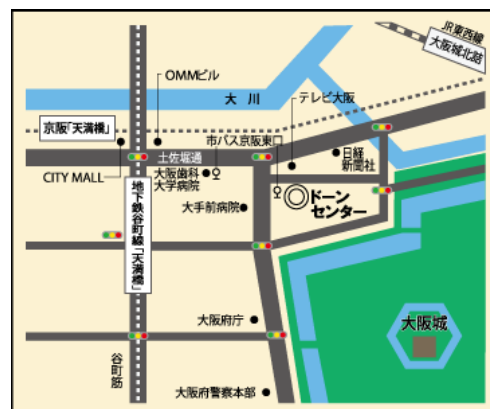 JR東西線
大阪城北詰
OMMビル
大川
テレビ大阪
京阪「天満橋」
市バス京阪東口
土佐堀通
日経
新聞社
CITY MALL
大阪歯科
大学病院
ドーン
センター
地下鉄谷町線「天満橋」
大手前病院
大阪府庁
大阪城
谷町筋
大阪府警察本部